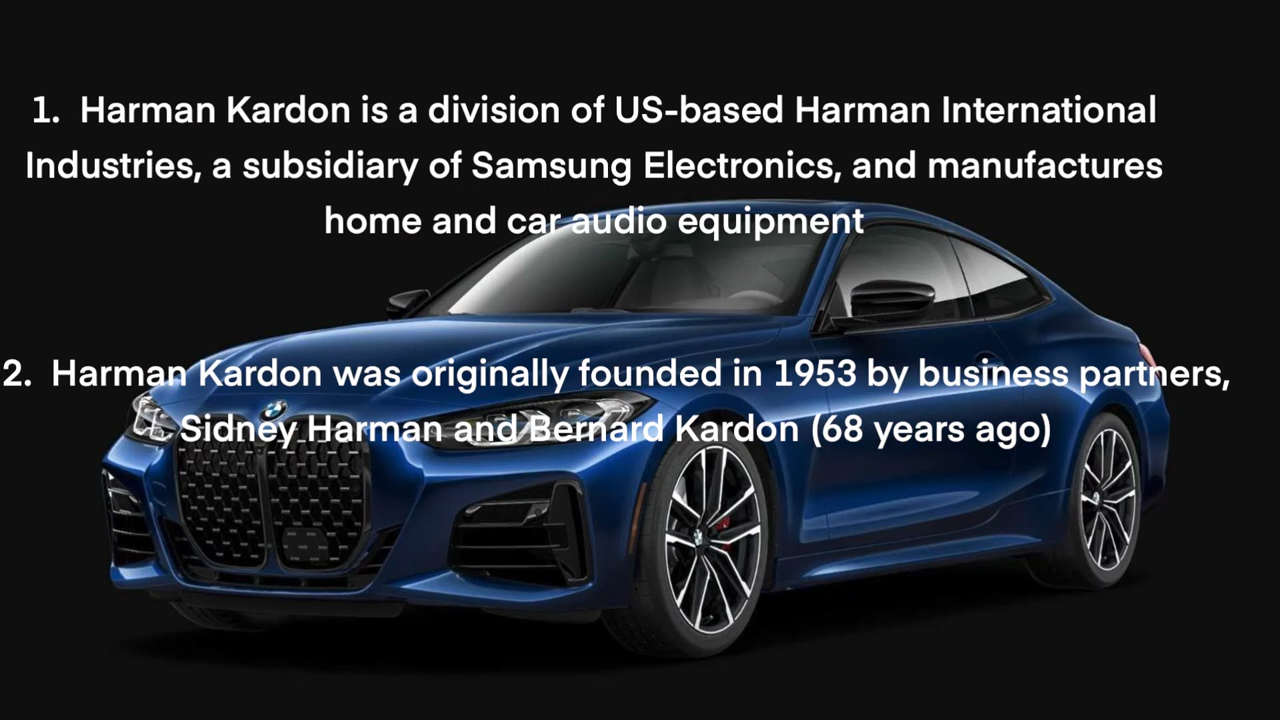 1. Harman Kardon is a division of US-based Harman International
Industries, a subsidiary of Samsung Electronics, and manufactures
home and car audio equipment
2. Harman Kardon was originally founded in 1953 by business partners,
Sidney Harman and Bernard Kardon (68 years ago)